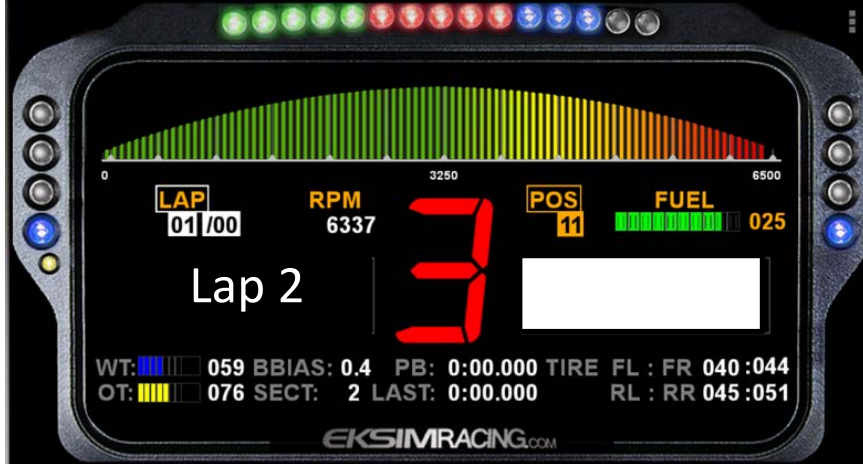 0 3250 6500
LAP RPM POS FUEL
01 /00 6337 3 11 025
Lap 2
WT: 059 BBIAS: 0.4 PB: 0:00.000 TIRE FL : FR 040 :044
OT: 076 SECT: 2 LAST: 0:00.000 RL : RR 045 :051
EKSIMRACING.COM